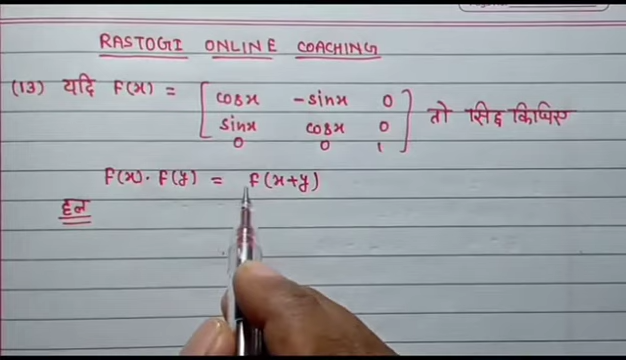 RASTOGI ONLINE COACHING
(13) यदि F(x) = [ cosx -sinx 0 ] तो सिद्ध कीजिए
sinx cosx 0
0 0 1
F(x). F(y) = F(x+y)
हल